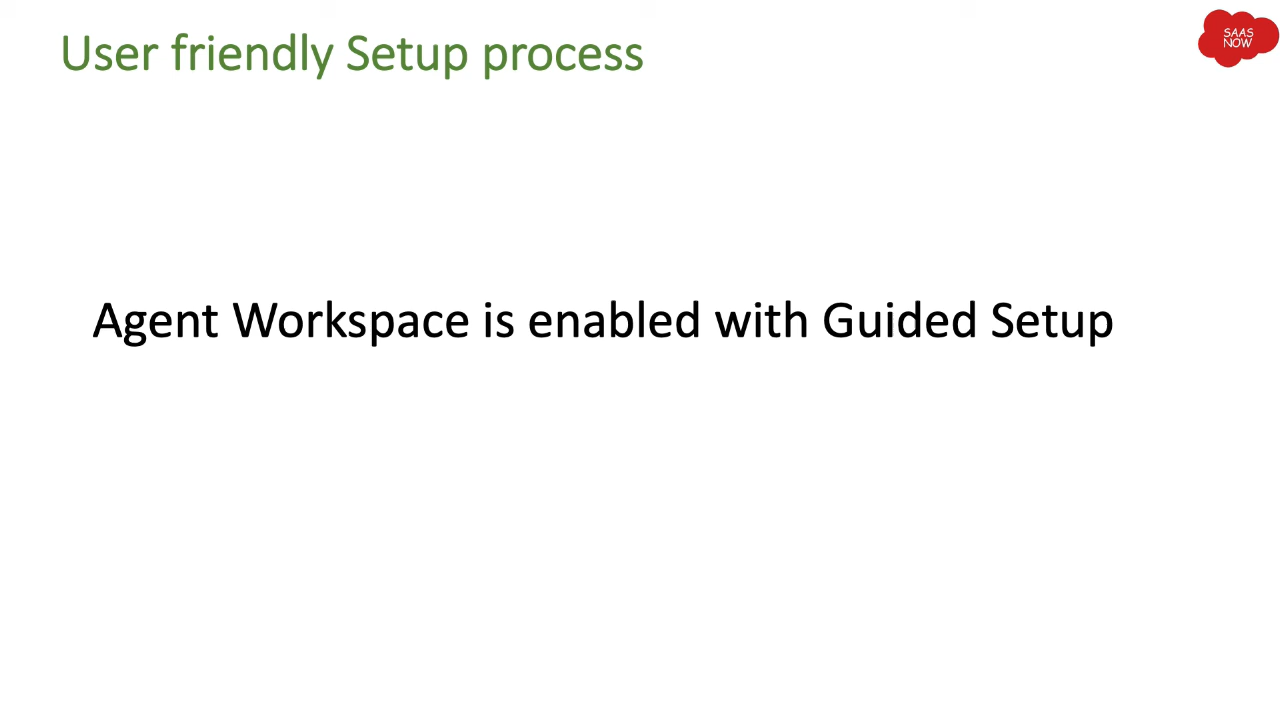 User friendly Setup process
SAAS
NOW
Agent Workspace is enabled with Guided Setup